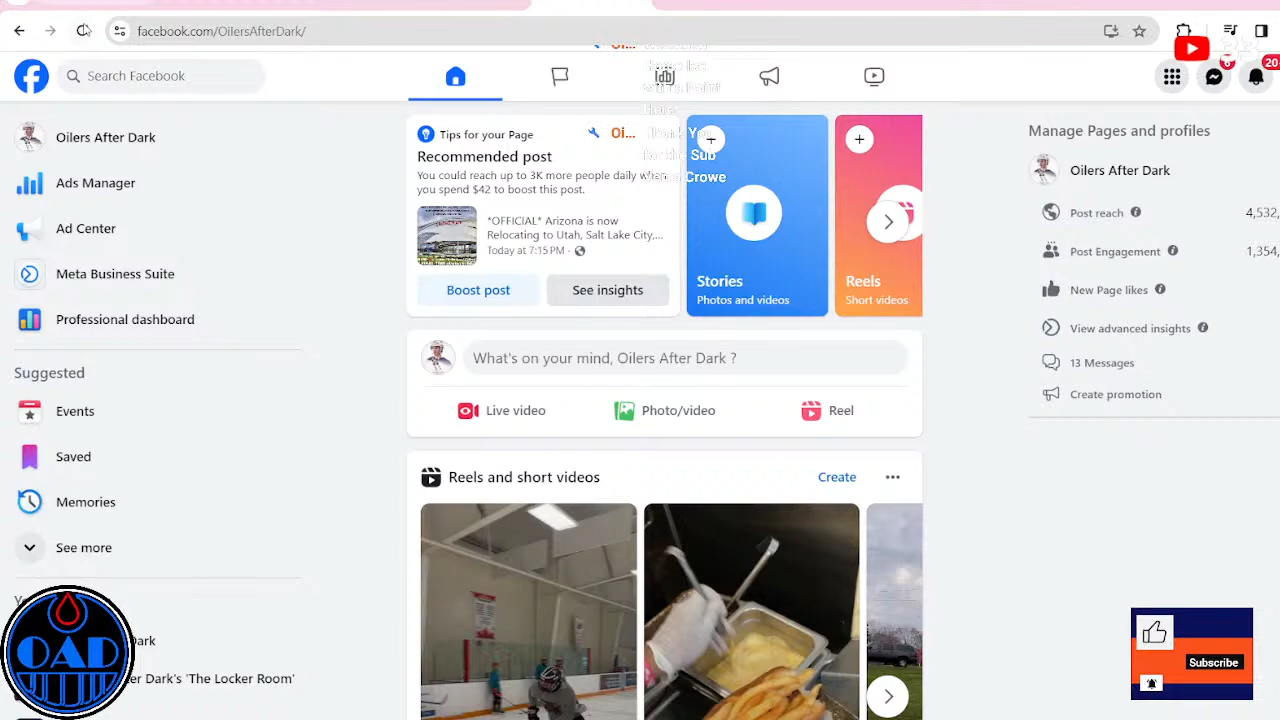 facebook.com/OilersAfterDark/
Search Facebook
6
20+
Oilers After Dark
Ads Manager
Ad Center
Meta Business Suite
Professional dashboard
Suggested
Events
Saved
Memories
See more
Dark
Dark's 'The Locker Room'
OAD
Tips for your Page
Oi...
Recommended post
You could reach up to 3K more people daily when
you spend $42 to boost this post.
*OFFICIAL* Arizona is now
Relocating to Utah, Salt Lake City,...
Today at 7:15 PM ·
Boost post
See insights
You
Sub
Crowe
Stories
Photos and videos
Reels
Short videos
What's on your mind, Oilers After Dark ?
Live video
Photo/video
Reel
Reels and short videos
Create
Manage Pages and profiles
Oilers After Dark
Post reach
4,532,
Post Engagement
1,354,
New Page likes
View advanced insights
13 Messages
Create promotion
Subscribe